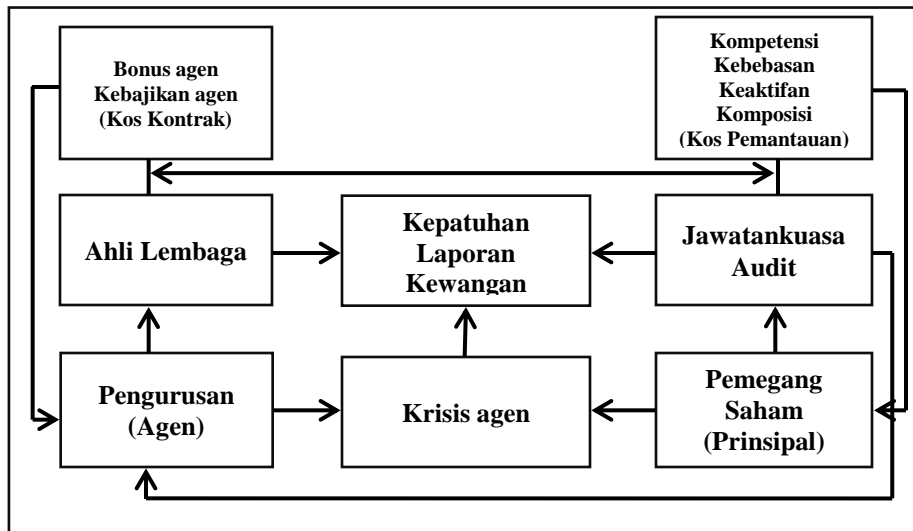 Bonus agen
Kebajikan agen
(Kos Kontrak)
Kompetensi
Kebebasan
Keaktifan
Komposisi
(Kos Pemantauan)
Ahli Lembaga
Kepatuhan
Laporan
Kewangan
Jawatankuasa
Audit
Pengurusan
(Agen)
Krisis agen
Pemegang
Saham
(Prinsipal)